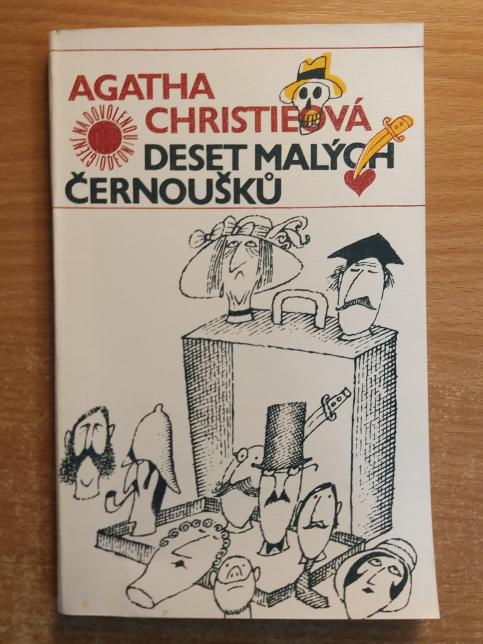 AGATHA
CHRISTIEOVÁ
DESET MALÝCH
ČERNOUŠKŮ
ČTENÍ NA DOVOLENOU
ODEON